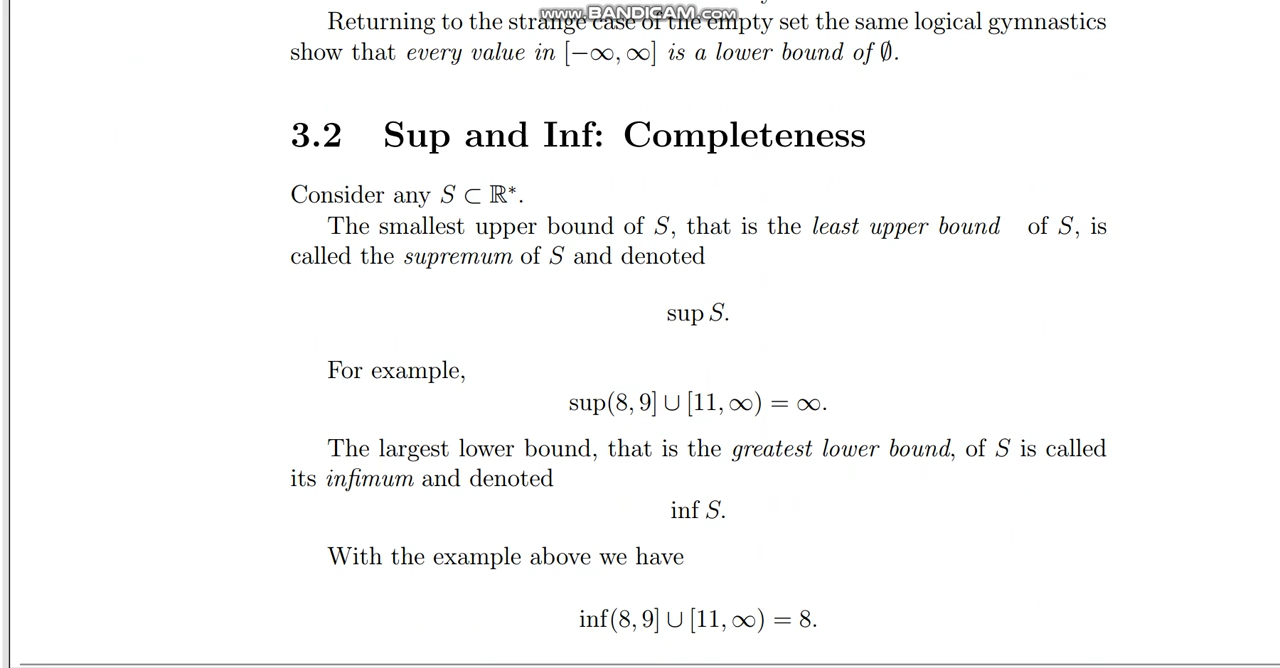 www.BANDICAM.com
Returning to the strange case of the empty set the same logical gymnastics
show that every value in [−∞, ∞] is a lower bound of ∅.
3.2 Sup and Inf: Completeness
Consider any S ⊂ ℝ*.
The smallest upper bound of S, that is the least upper bound of S, is
called the supremum of S and denoted
sup S.
For example,
sup(8, 9] ∪ [11, ∞) = ∞.
The largest lower bound, that is the greatest lower bound, of S is called
its infimum and denoted
inf S.
With the example above we have
inf(8, 9] ∪ [11, ∞) = 8.